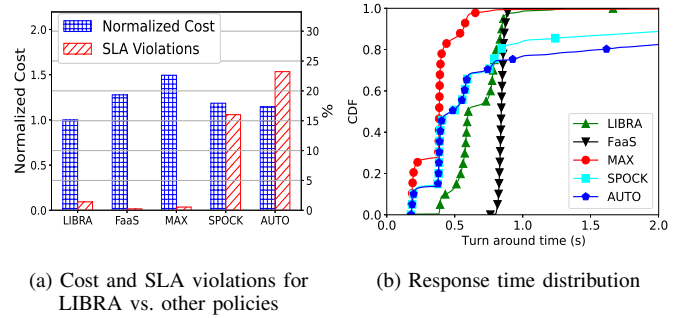 Normalized Cost
SLA Violations
Normalized Cost
%
2.0
1.5
1.0
0.5
0.0
30
25
20
15
10
5
0
LIBRA FaaS MAX SPOCK AUTO
(a) Cost and SLA violations for
LIBRA vs. other policies
CDF
1.0
0.8
0.6
0.4
0.2
0.0
LIBRA
FaaS
MAX
SPOCK
AUTO
0.0 0.5 1.0 1.5 2.0
Turn around time (s)
(b) Response time distribution